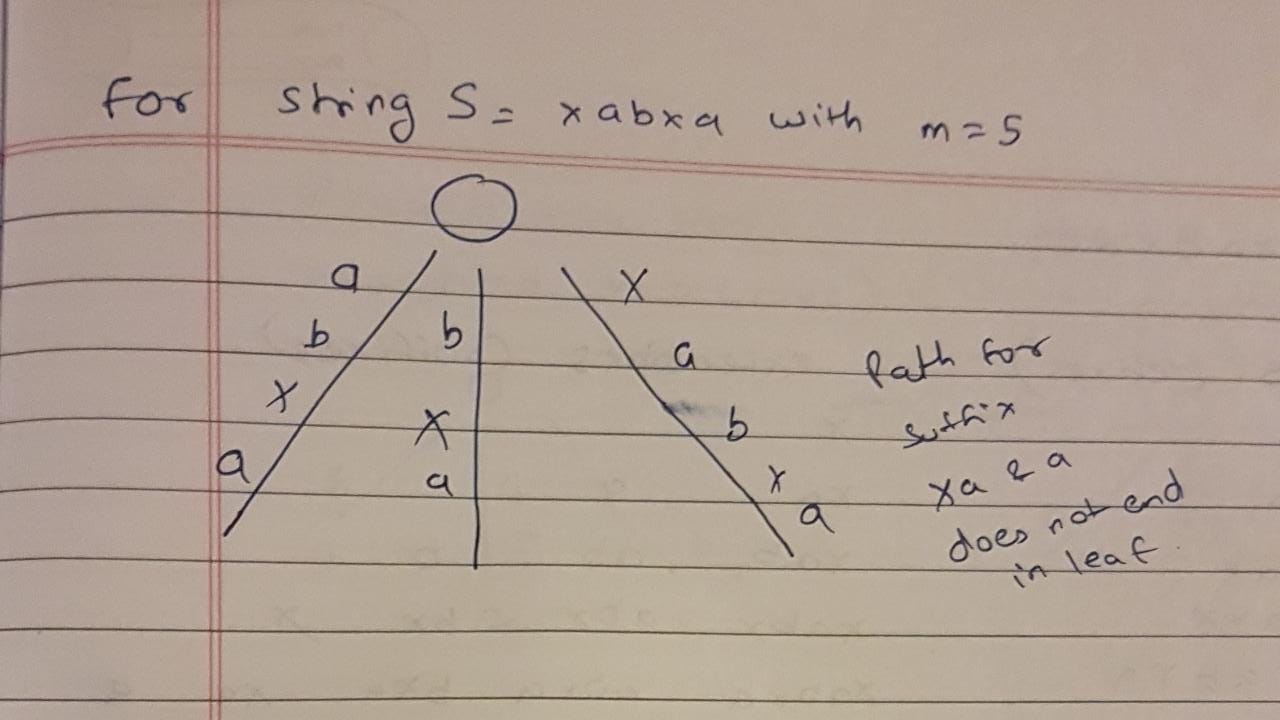 For string S = xabxa with m=5
a
b
x
a
b
x
a
x
a
b
x
a
Path for
suffix
xa & a
does not end
in leaf.